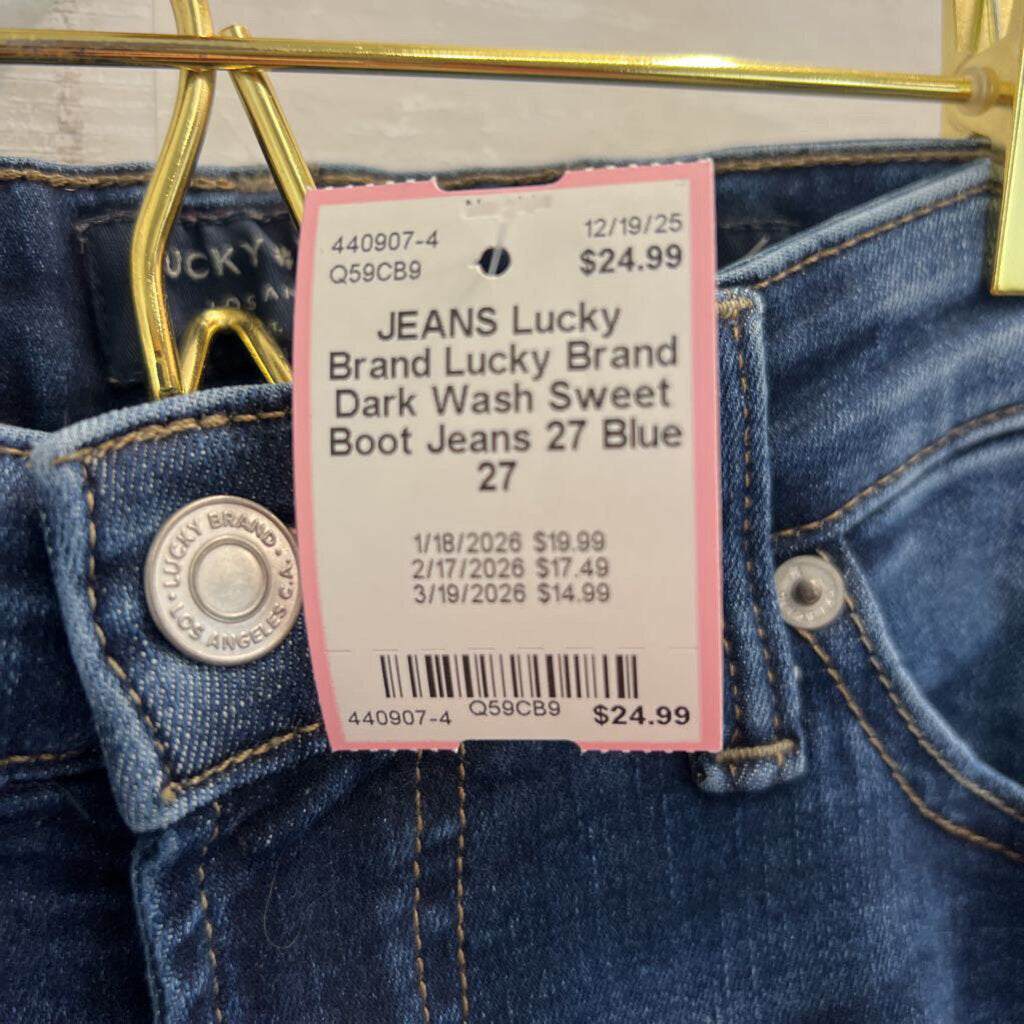 440907-4 12/19/25
Q59CB9 $24.99
JEANS Lucky
Brand Lucky Brand
Dark Wash Sweet
Boot Jeans 27 Blue
27
1/18/2026 $19.99
2/17/2026 $17.49
3/19/2026 $14.99
440907-4 Q59CB9 $24.99
LUCKY BRAND
LOS ANGELES C.A.
UCKY
LOS A